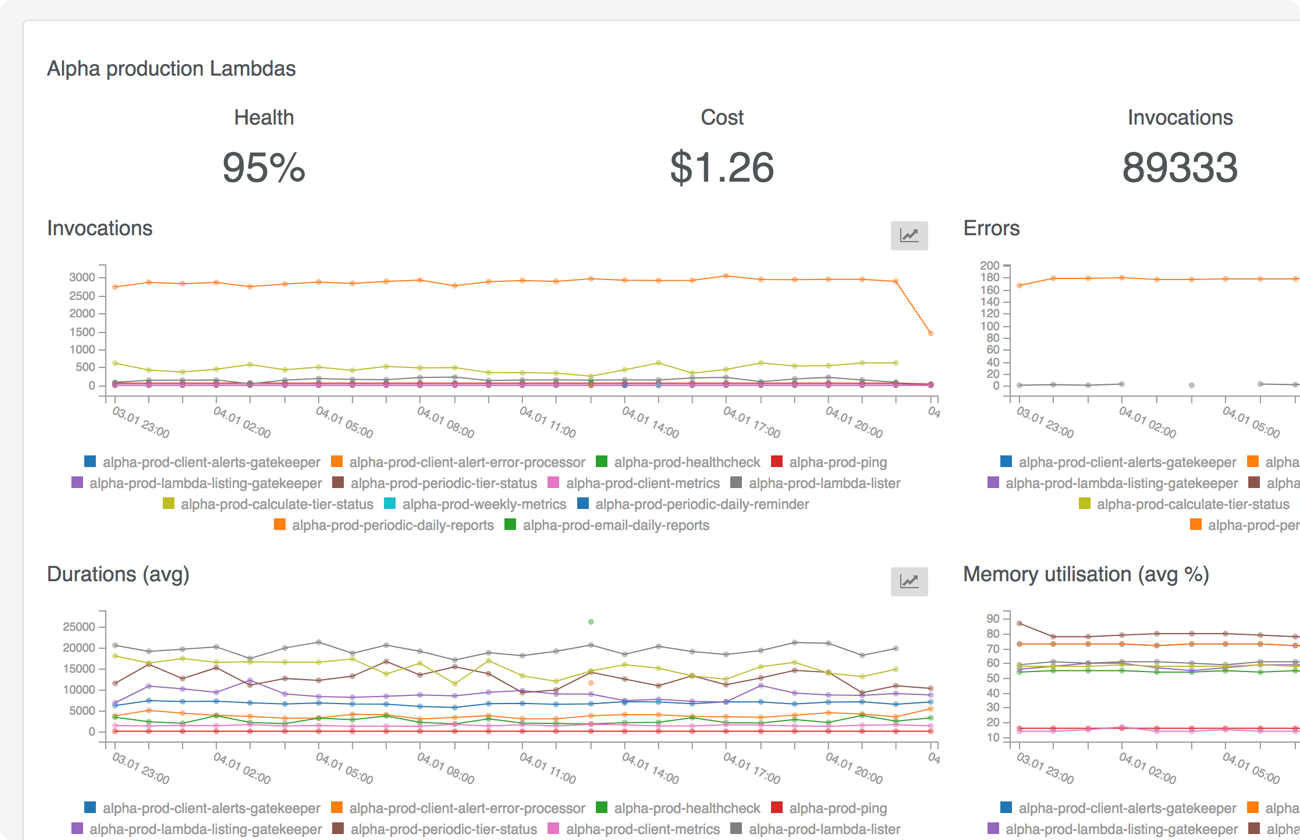 Alpha production Lambdas
Health Cost Invocations
95% $1.26 89333
Invocations
3000
2500
2000
1500
1000
500
0
03.01 23:00 04.01 02:00 04.01 05:00 04.01 08:00 04.01 11:00 04.01 14:00 04.01 17:00 04.01 20:00 04
alpha-prod-client-alerts-gatekeeper alpha-prod-client-alert-error-processor alpha-prod-healthcheck alpha-prod-ping
alpha-prod-lambda-listing-gatekeeper alpha-prod-periodic-tier-status alpha-prod-client-metrics alpha-prod-lambda-lister
alpha-prod-calculate-tier-status alpha-prod-weekly-metrics alpha-prod-periodic-daily-reminder
alpha-prod-periodic-daily-reports alpha-prod-email-daily-reports
Errors
200
180
160
140
120
100
80
60
40
20
0
03.01 23:00 04.01 02:00 04.01 05:00
alpha-prod-client-alerts-gatekeeper alpha
alpha-prod-lambda-listing-gatekeeper alpha
alpha-prod-calculate-tier-status
alpha-prod-per
Durations (avg)
25000
20000
15000
10000
5000
0
03.01 23:00 04.01 02:00 04.01 05:00 04.01 08:00 04.01 11:00 04.01 14:00 04.01 17:00 04.01 20:00 04
alpha-prod-client-alerts-gatekeeper alpha-prod-client-alert-error-processor alpha-prod-healthcheck alpha-prod-ping
alpha-prod-lambda-listing-gatekeeper alpha-prod-periodic-tier-status alpha-prod-client-metrics alpha-prod-lambda-lister
Memory utilisation (avg %)
90
80
70
60
50
40
30
20
10
03.01 23:00 04.01 02:00 04.01 05:00
alpha-prod-client-alerts-gatekeeper alpha
alpha-prod-lambda-listing-gatekeeper alpha